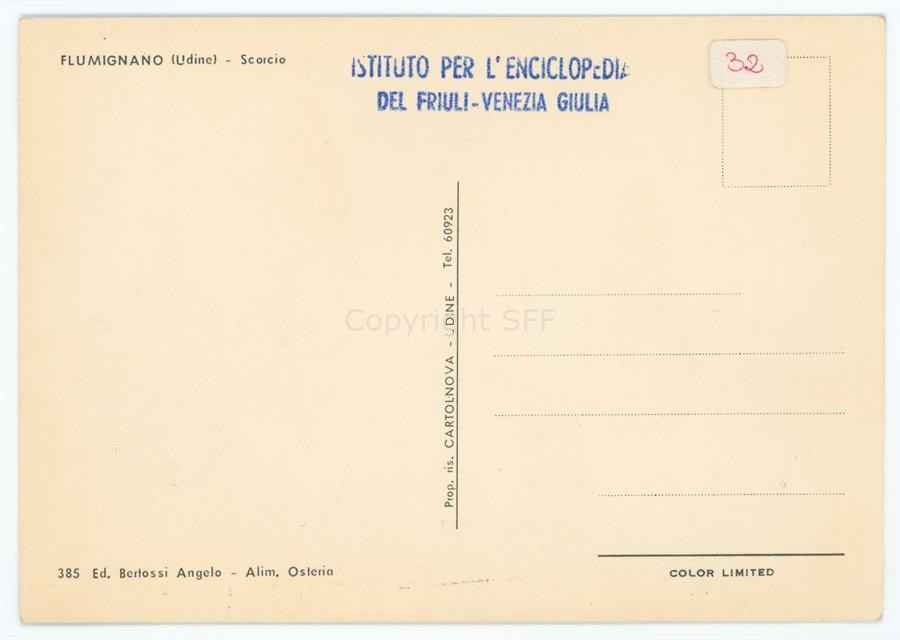 FLUMIGNANO (Udine) - Scorcio
ISTITUTO PER L'ENCICLOPEDIA
DEL FRIULI-VENEZIA GIULIA
32
Prop. ris. CARTOLNOVA - UDINE - Tel. 60923
Copyright SFF
385 Ed. Bertossi Angelo - Alim. Osteria
COLOR LIMITED